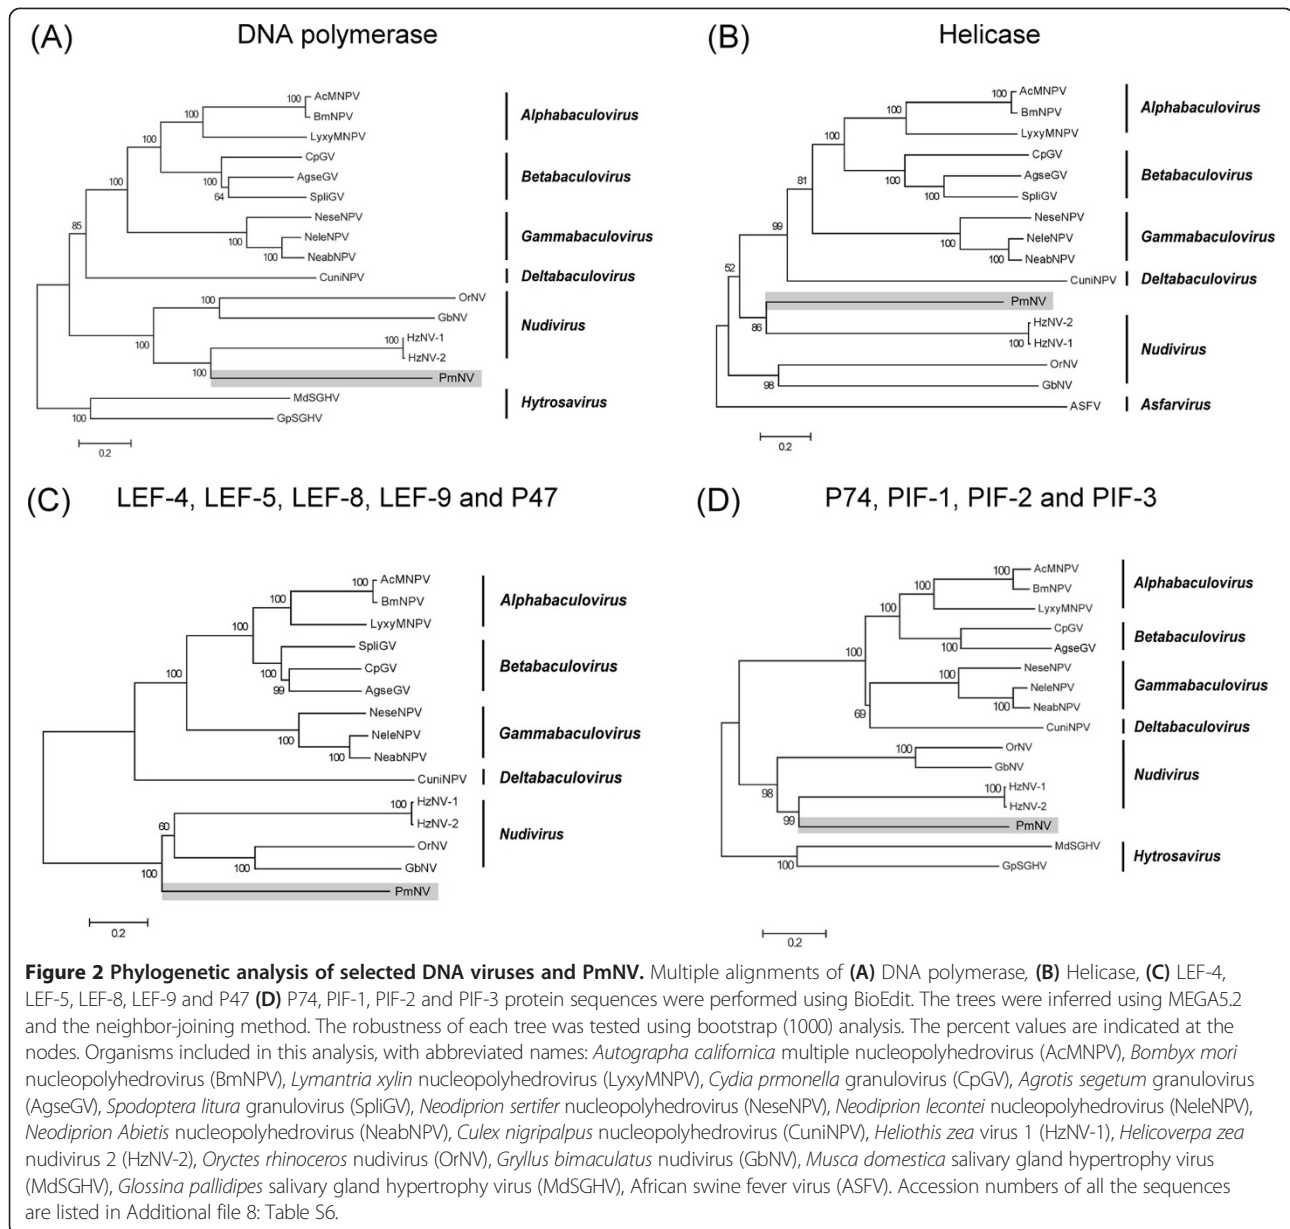 (A) DNA polymerase
100 AcMNPV
BmNPV
100
LyxyMNPV
Alphabaculovirus
100
CpGV
100 AgseGV
64 SpliGV
Betabaculovirus
100
NeseNPV
100 NeleNPV
100 NeabNPV
Gammabaculovirus
85
CuniNPV
Deltabaculovirus
100 OrNV
GbNV
100
100 HzNV-1
HzNV-2
Nudivirus
100 PmNV
MdSGHV
100 GpSGHV
Hytrosavirus
0.2
(B) Helicase
100 AcMNPV
BmNPV
100
LyxyMNPV
Alphabaculovirus
100
CpGV
100 AgseGV
100 SpliGV
Betabaculovirus
81
NeseNPV
100 NeleNPV
100 NeabNPV
Gammabaculovirus
99
CuniNPV
Deltabaculovirus
52
PmNV
86 HzNV-2
100 HzNV-1
OrNV
98 GbNV
Nudivirus
ASFV
Asfarvirus
0.2
(C) LEF-4, LEF-5, LEF-8, LEF-9 and P47
100 AcMNPV
BmNPV
100
LyxyMNPV
Alphabaculovirus
100
SpliGV
100 CpGV
99 AgseGV
Betabaculovirus
100
NeseNPV
100 NeleNPV
100 NeabNPV
Gammabaculovirus
CuniNPV
Deltabaculovirus
100 HzNV-1
HzNV-2
60
OrNV
100 GbNV
Nudivirus
100
PmNV
0.2
(D) P74, PIF-1, PIF-2 and PIF-3
100 AcMNPV
BmNPV
100
LyxyMNPV
Alphabaculovirus
100
CpGV
100 AgseGV
Betabaculovirus
100
100 NeseNPV
NeleNPV
100 NeabNPV
Gammabaculovirus
69
CuniNPV
Deltabaculovirus
100 OrNV
GbNV
98
100 HzNV-1
HzNV-2
Nudivirus
99 PmNV
MdSGHV
100 GpSGHV
Hytrosavirus
0.2
Figure 2 Phylogenetic analysis of selected DNA viruses and PmNV. Multiple alignments of (A) DNA polymerase, (B) Helicase, (C) LEF-4,
LEF-5, LEF-8, LEF-9 and P47 (D) P74, PIF-1, PIF-2 and PIF-3 protein sequences were performed using BioEdit. The trees were inferred using MEGA5.2
and the neighbor-joining method. The robustness of each tree was tested using bootstrap (1000) analysis. The percent values are indicated at the
nodes. Organisms included in this analysis, with abbreviated names: Autographa californica multiple nucleopolyhedrovirus (AcMNPV), Bombyx mori
nucleopolyhedrovirus (BmNPV), Lymantria xylin nucleopolyhedrovirus (LyxyMNPV), Cydia prmonella granulovirus (CpGV), Agrotis segetum granulovirus
(AgseGV), Spodoptera litura granulovirus (SpliGV), Neodiprion sertifer nucleopolyhedrovirus (NeseNPV), Neodiprion lecontei nucleopolyhedrovirus (NeleNPV),
Neodiprion Abietis nucleopolyhedrovirus (NeabNPV), Culex nigripalpus nucleopolyhedrovirus (CuniNPV), Heliothis zea virus 1 (HzNV-1), Helicoverpa zea
nudivirus 2 (HzNV-2), Oryctes rhinoceros nudivirus (OrNV), Gryllus bimaculatus nudivirus (GbNV), Musca domestica salivary gland hypertrophy virus
(MdSGHV), Glossina pallidipes salivary gland hypertrophy virus (MdSGHV), African swine fever virus (ASFV). Accession numbers of all the sequences
are listed in Additional file 8: Table S6.